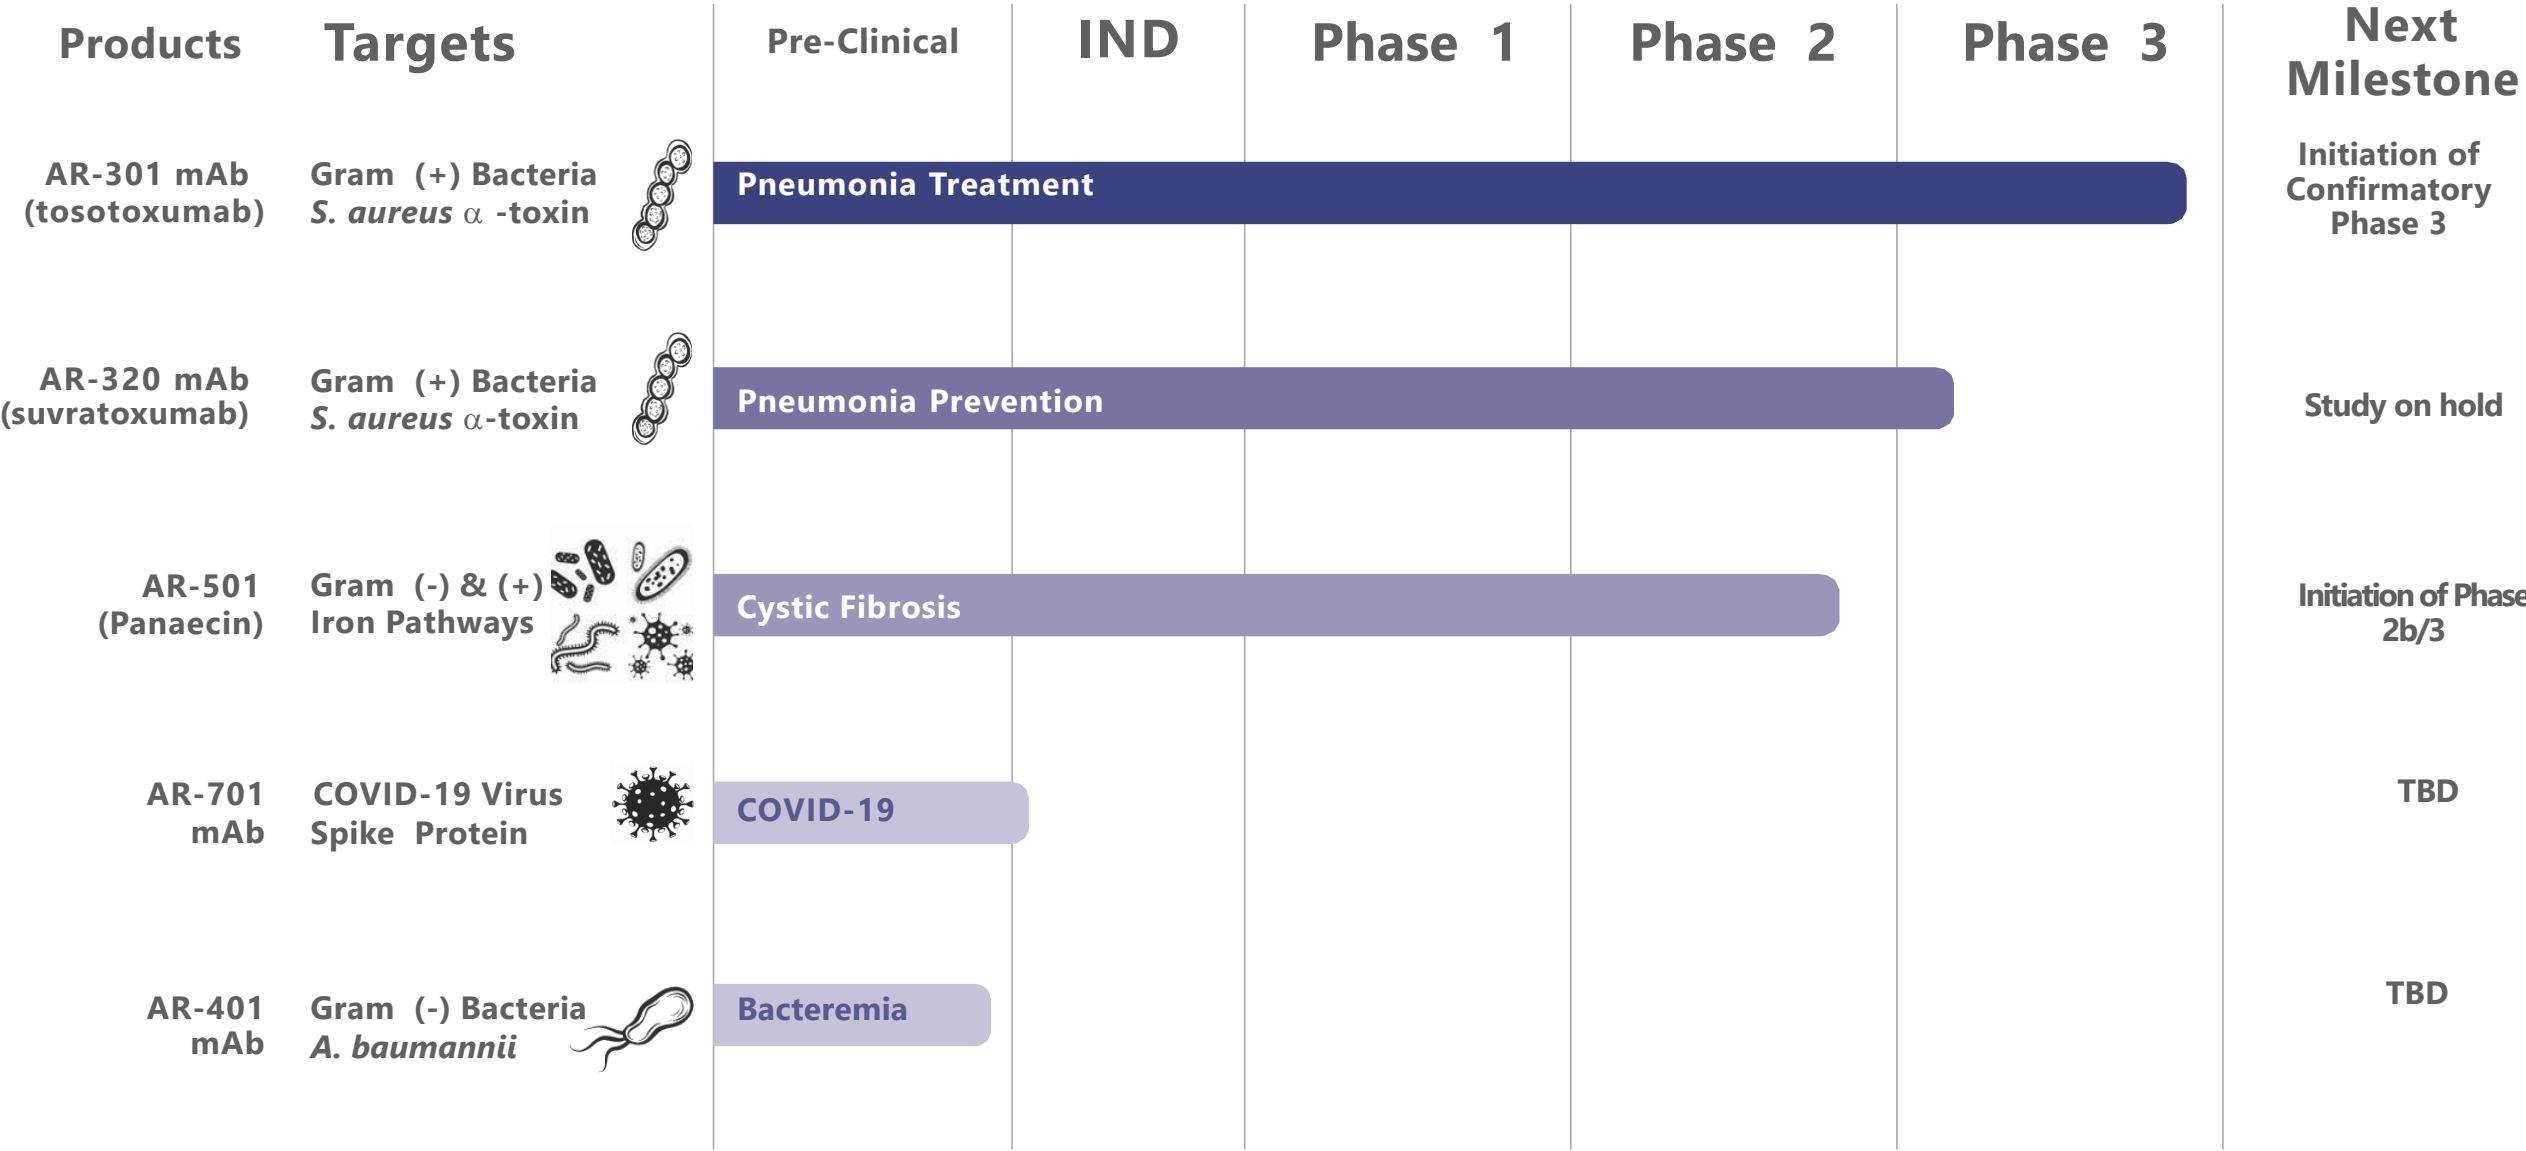 Products
Targets
Pre-Clinical
IND
Phase 1
Phase 2
Phase 3
Next
Milestone
AR-301 mAb
(tosotoxumab)
Gram (+) Bacteria
S. aureus α -toxin
Pneumonia Treatment
Initiation of
Confirmatory
Phase 3
AR-320 mAb
(suvratoxumab)
Gram (+) Bacteria
S. aureus α-toxin
Pneumonia Prevention
Study on hold
AR-501
(Panaecin)
Gram (-) & (+)
Iron Pathways
Cystic Fibrosis
Initiation of Phase
2b/3
AR-701
mAb
COVID-19 Virus
Spike Protein
COVID-19
TBD
AR-401
mAb
Gram (-) Bacteria
A. baumannii
Bacteremia
TBD